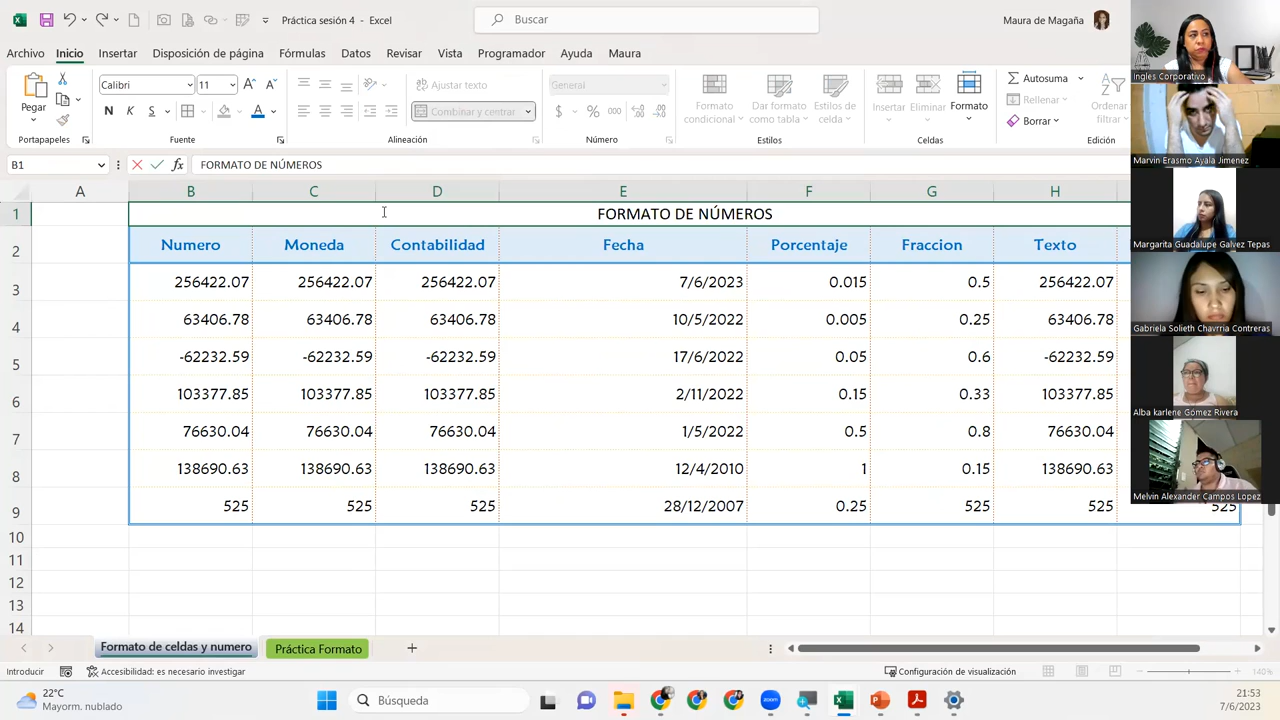 Práctica sesión 4 - Excel
Buscar
Maura de Magaña
Archivo Inicio Insertar Disposición de página Fórmulas Datos Revisar Vista Programador Ayuda Maura
Pegar
Calibri 11
N K S
Ajustar texto
Combinar y centrar
General
$ % 000
Formato condicional
Dar formato como tabla
Estilos de celda
Insertar
Eliminar
Formato
Autosuma
Rellenar
Borrar
Ordenar
Portapapeles Fuente Alineación Número Estilos Celdas Edición
B1 fx FORMATO DE NÚMEROS
A B C D E F G H
1 FORMATO DE NÚMEROS
2 Numero Moneda Contabilidad Fecha Porcentaje Fraccion Texto
3 256422.07 256422.07 256422.07 7/6/2023 0.015 0.5 256422.07
4 63406.78 63406.78 63406.78 10/5/2022 0.005 0.25 63406.78
5 -62232.59 -62232.59 -62232.59 17/6/2022 0.05 0.6 -62232.59
6 103377.85 103377.85 103377.85 2/11/2022 0.15 0.33 103377.85
7 76630.04 76630.04 76630.04 1/5/2022 0.5 0.8 76630.04
8 138690.63 138690.63 138690.63 12/4/2010 1 0.15 138690.63
9 525 525 525 28/12/2007 0.25 525 525 525
10
11
12
13
14
Ingles Corporativo
Marvin Erasmo Ayala Jimenez
Margarita Guadalupe Galvez Tepas
Gabriela Solieth Chavrria Contreras
Alba karlene Gómez Rivera
Melvin Alexander Campos Lopez
Formato de celdas y numero Práctica Formato
Introducir Accesibilidad: es necesario investigar Configuración de visualización 140%
22°C
Mayorm. nublado
Búsqueda
zoom
21:53
7/6/2023